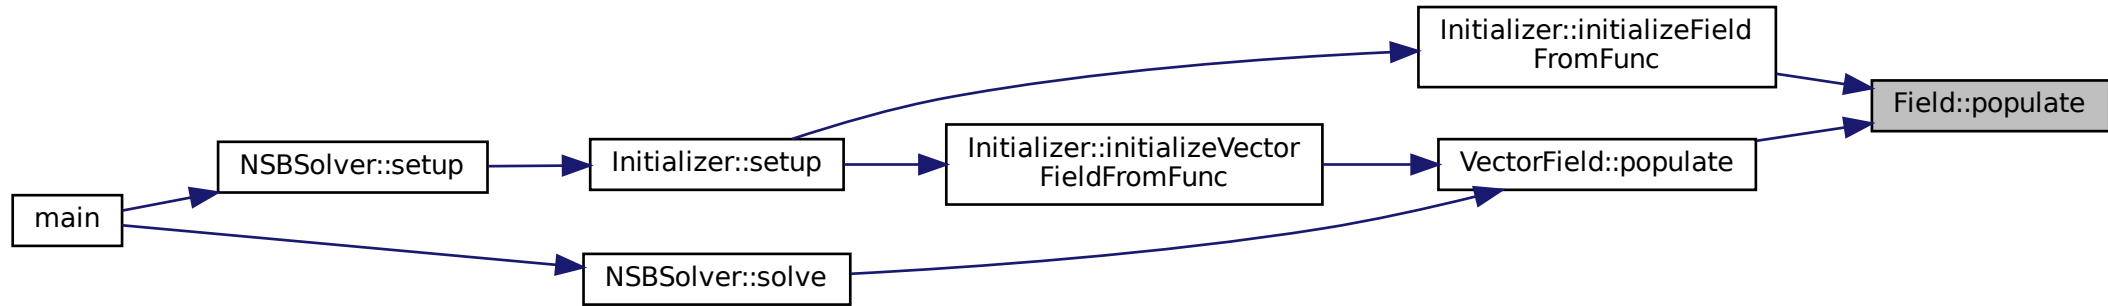 Initializer::initializeField
FromFunc
Field::populate
Initializer::initializeVector
FieldFromFunc
VectorField::populate
NSBSolver::setup
Initializer::setup
main
NSBSolver::solve